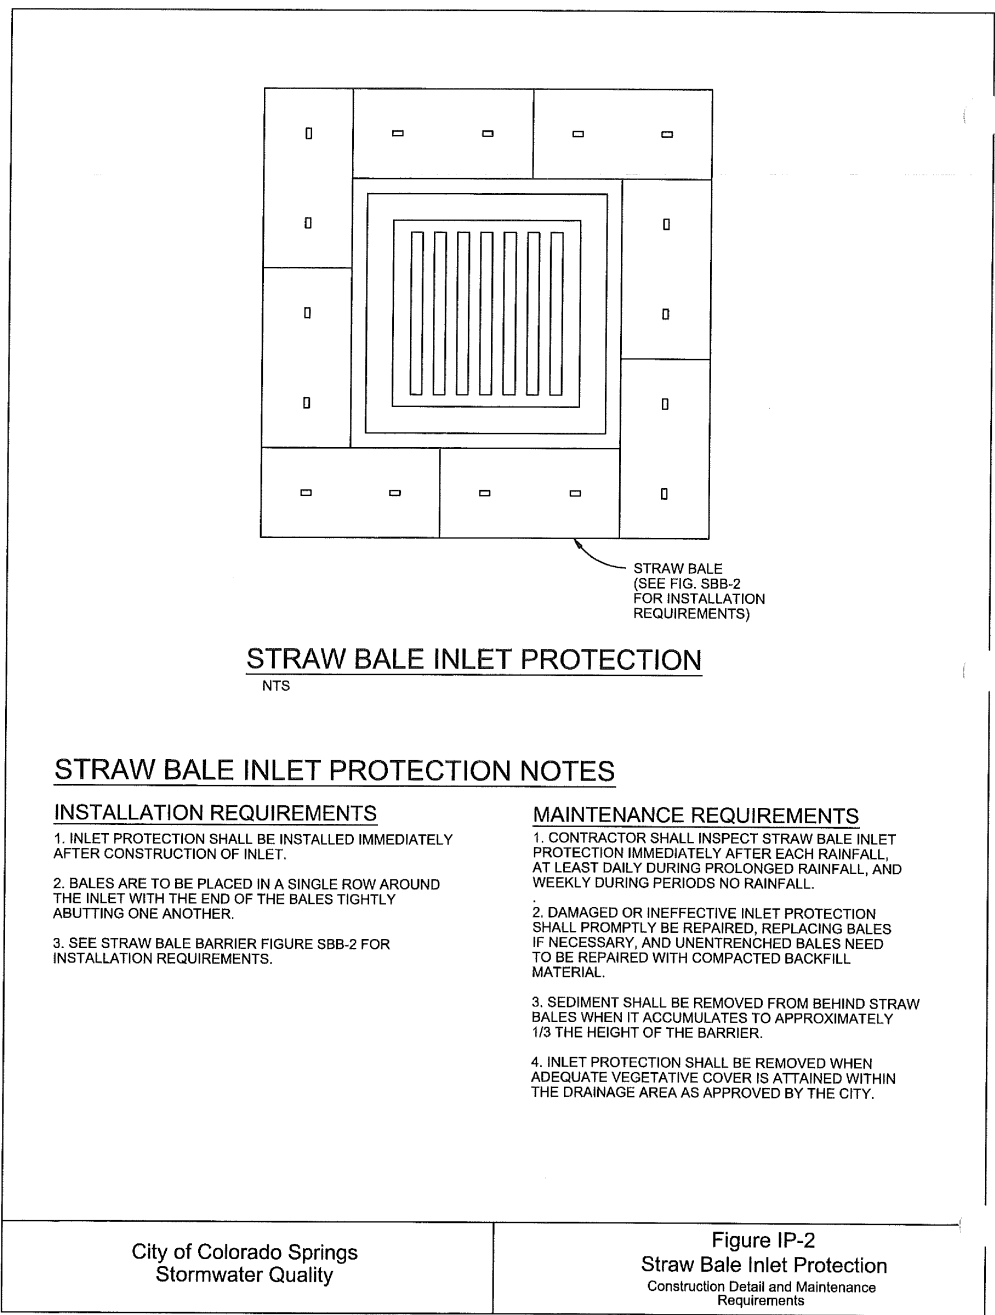 STRAW BALE
(SEE FIG. SBB-2
FOR INSTALLATION
REQUIREMENTS)
STRAW BALE INLET PROTECTION
NTS
STRAW BALE INLET PROTECTION NOTES
INSTALLATION REQUIREMENTS
1. INLET PROTECTION SHALL BE INSTALLED IMMEDIATELY
AFTER CONSTRUCTION OF INLET.
2. BALES ARE TO BE PLACED IN A SINGLE ROW AROUND
THE INLET WITH THE END OF THE BALES TIGHTLY
ABUTTING ONE ANOTHER.
3. SEE STRAW BALE BARRIER FIGURE SBB-2 FOR
INSTALLATION REQUIREMENTS.
MAINTENANCE REQUIREMENTS
1. CONTRACTOR SHALL INSPECT STRAW BALE INLET
PROTECTION IMMEDIATELY AFTER EACH RAINFALL,
AT LEAST DAILY DURING PROLONGED RAINFALL, AND
WEEKLY DURING PERIODS NO RAINFALL.
.
2. DAMAGED OR INEFFECTIVE INLET PROTECTION
SHALL PROMPTLY BE REPAIRED, REPLACING BALES
IF NECESSARY, AND UNENTRENCHED BALES NEED
TO BE REPAIRED WITH COMPACTED BACKFILL
MATERIAL.
3. SEDIMENT SHALL BE REMOVED FROM BEHIND STRAW
BALES WHEN IT ACCUMULATES TO APPROXIMATELY
1/3 THE HEIGHT OF THE BARRIER.
4. INLET PROTECTION SHALL BE REMOVED WHEN
ADEQUATE VEGETATIVE COVER IS ATTAINED WITHIN
THE DRAINAGE AREA AS APPROVED BY THE CITY.
City of Colorado Springs
Stormwater Quality
Figure IP-2
Straw Bale Inlet Protection
Construction Detail and Maintenance
Requirements